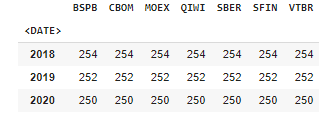 BSPB CBOM MOEX QIWI SBER SFIN VTBR
<DATE>
2018 254 254 254 254 254 254 254
2019 252 252 252 252 252 252 252
2020 250 250 250 250 250 250 250